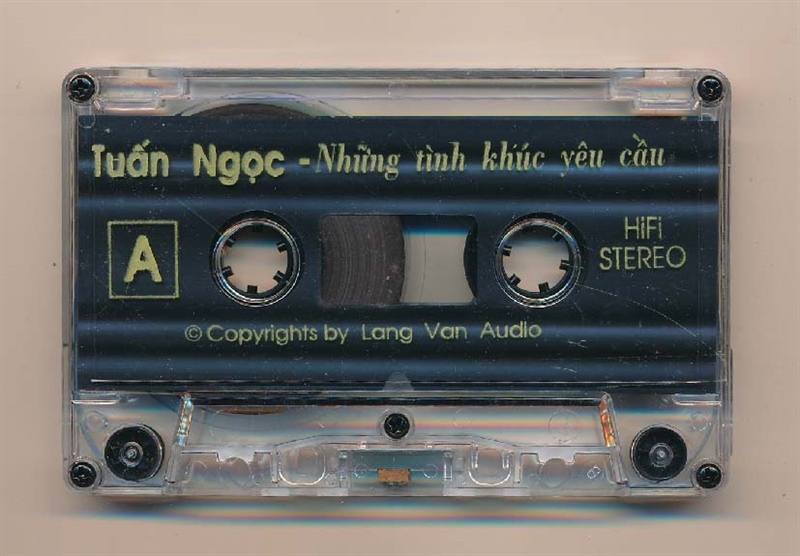 Tuấn Ngọc - Những tình khúc yêu cầu
A
HiFi
STEREO
© Copyrights by Lang Van Audio